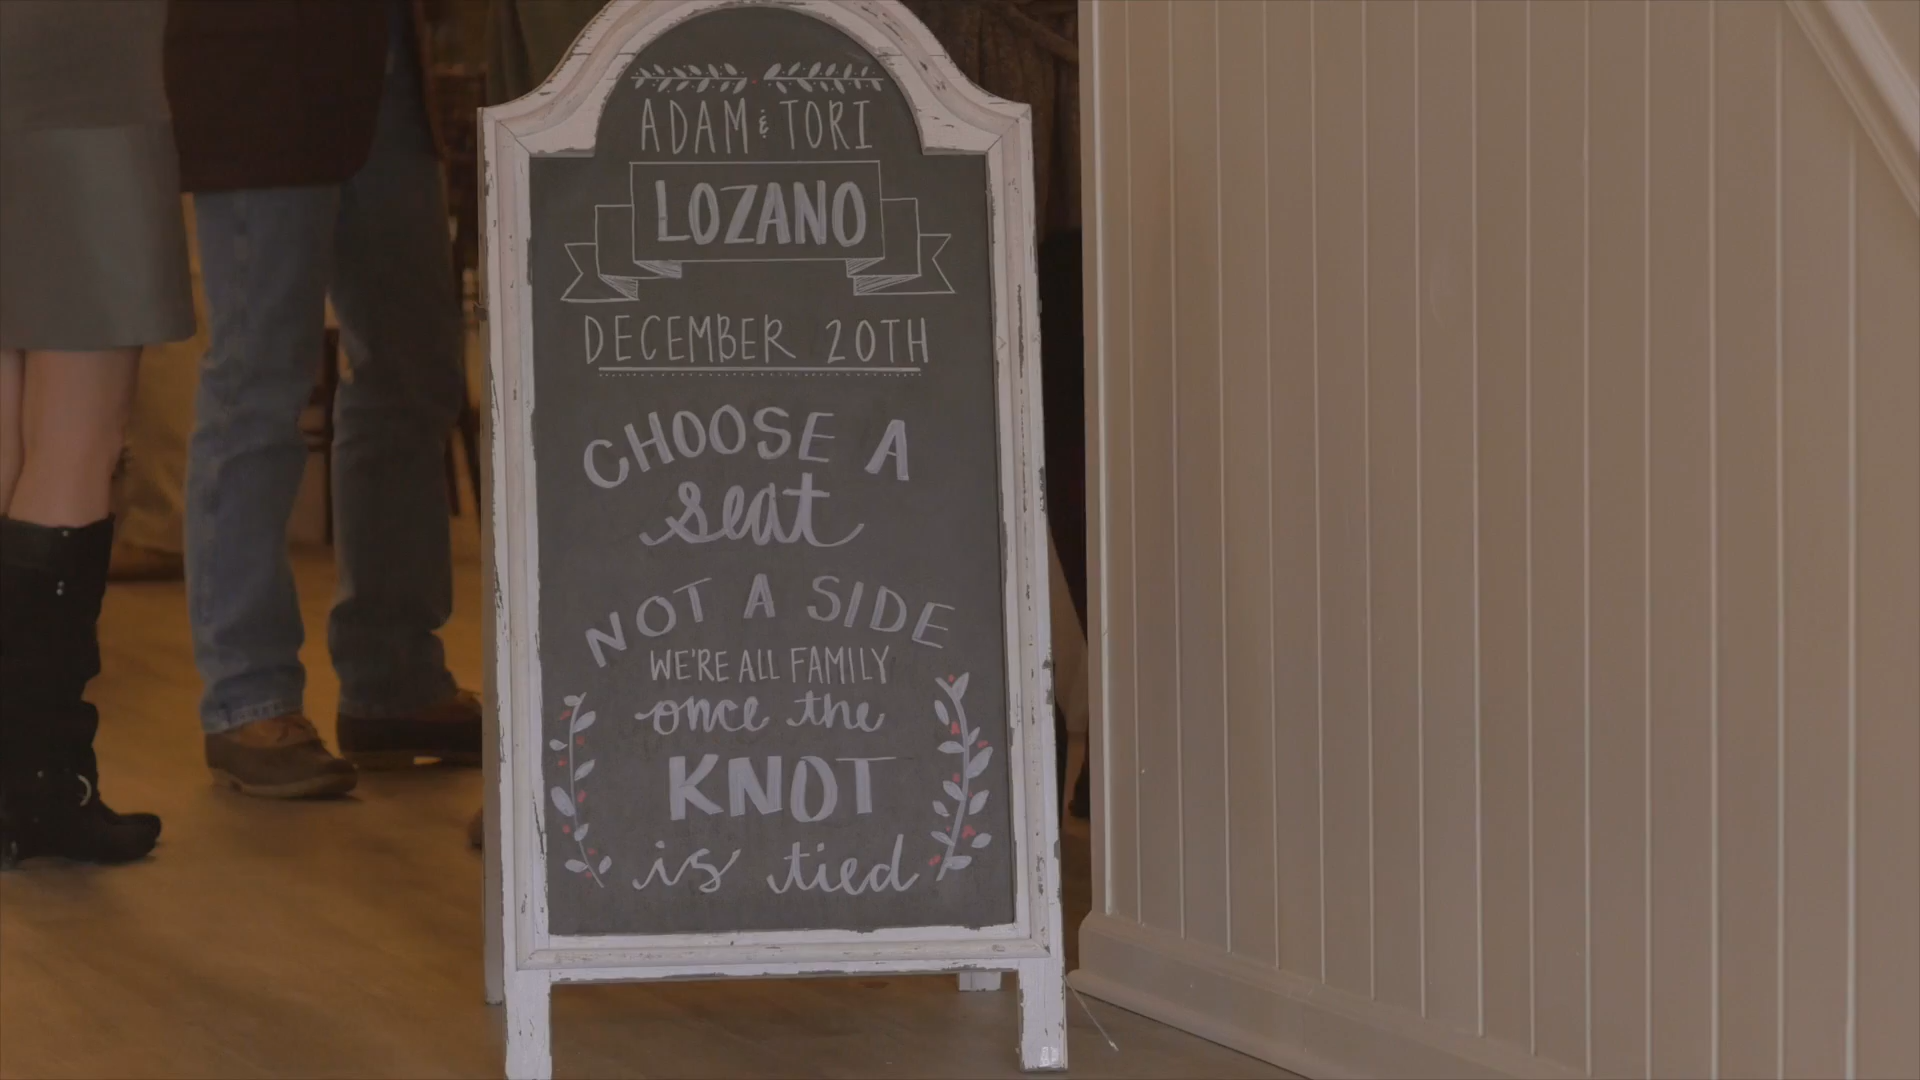 ADAM & TORI
LOZANO
DECEMBER 20TH
CHOOSE A
seat
NOT A SIDE
WE'RE ALL FAMILY
once the
KNOT
is tied